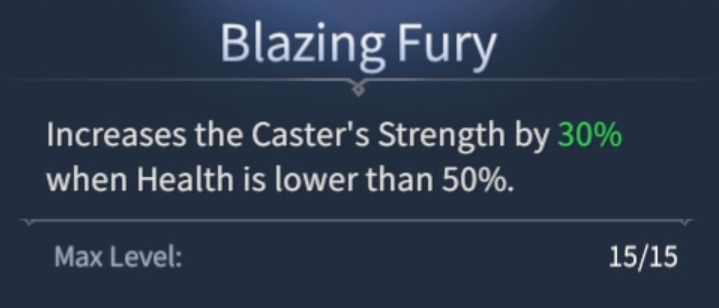 Blazing Fury
Increases the Caster's Strength by 30%
when Health is lower than 50%.
Max Level: 15/15